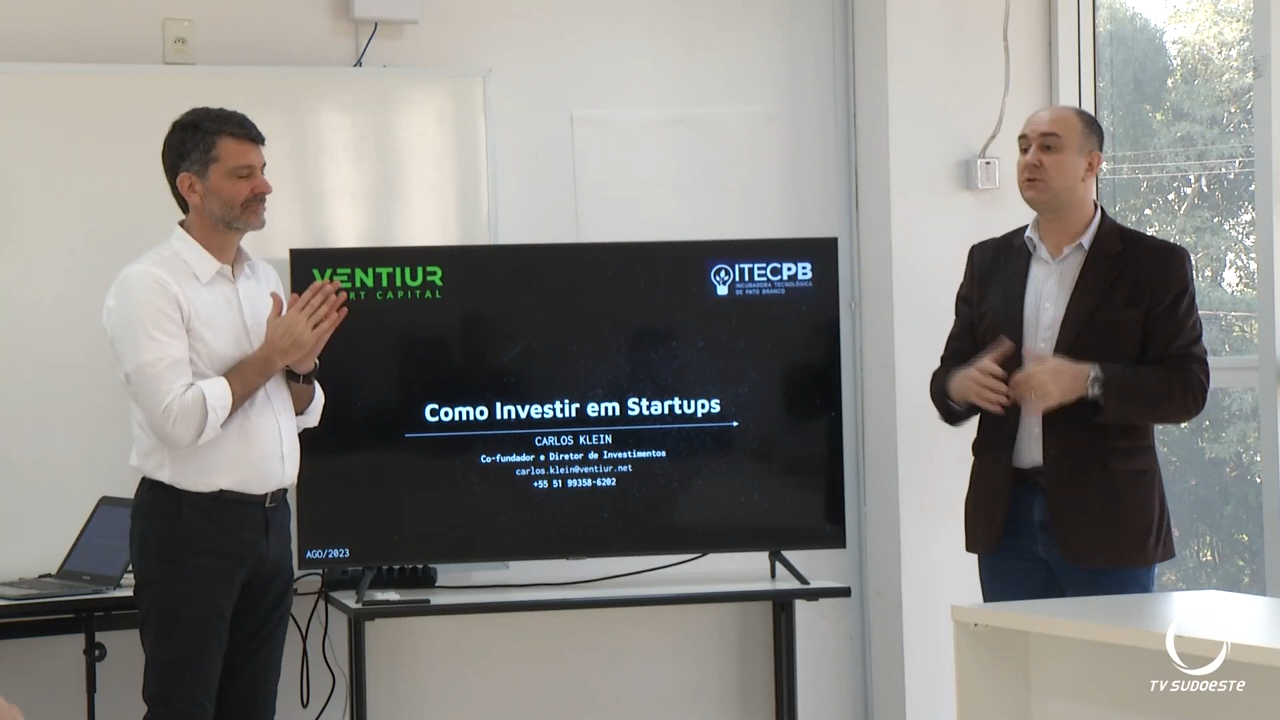 VENTIUR
ART CAPITAL
ITECPB
INCUBADORA TECNOLÓGICA
DE PATO BRANCO
Como Investir em Startups
CARLOS KLEIN
Co-fundador e Diretor de Investimentos
carlos.klein@ventiur.net
+55 51 99358-6202
AGO/2023
TV SUDOESTE